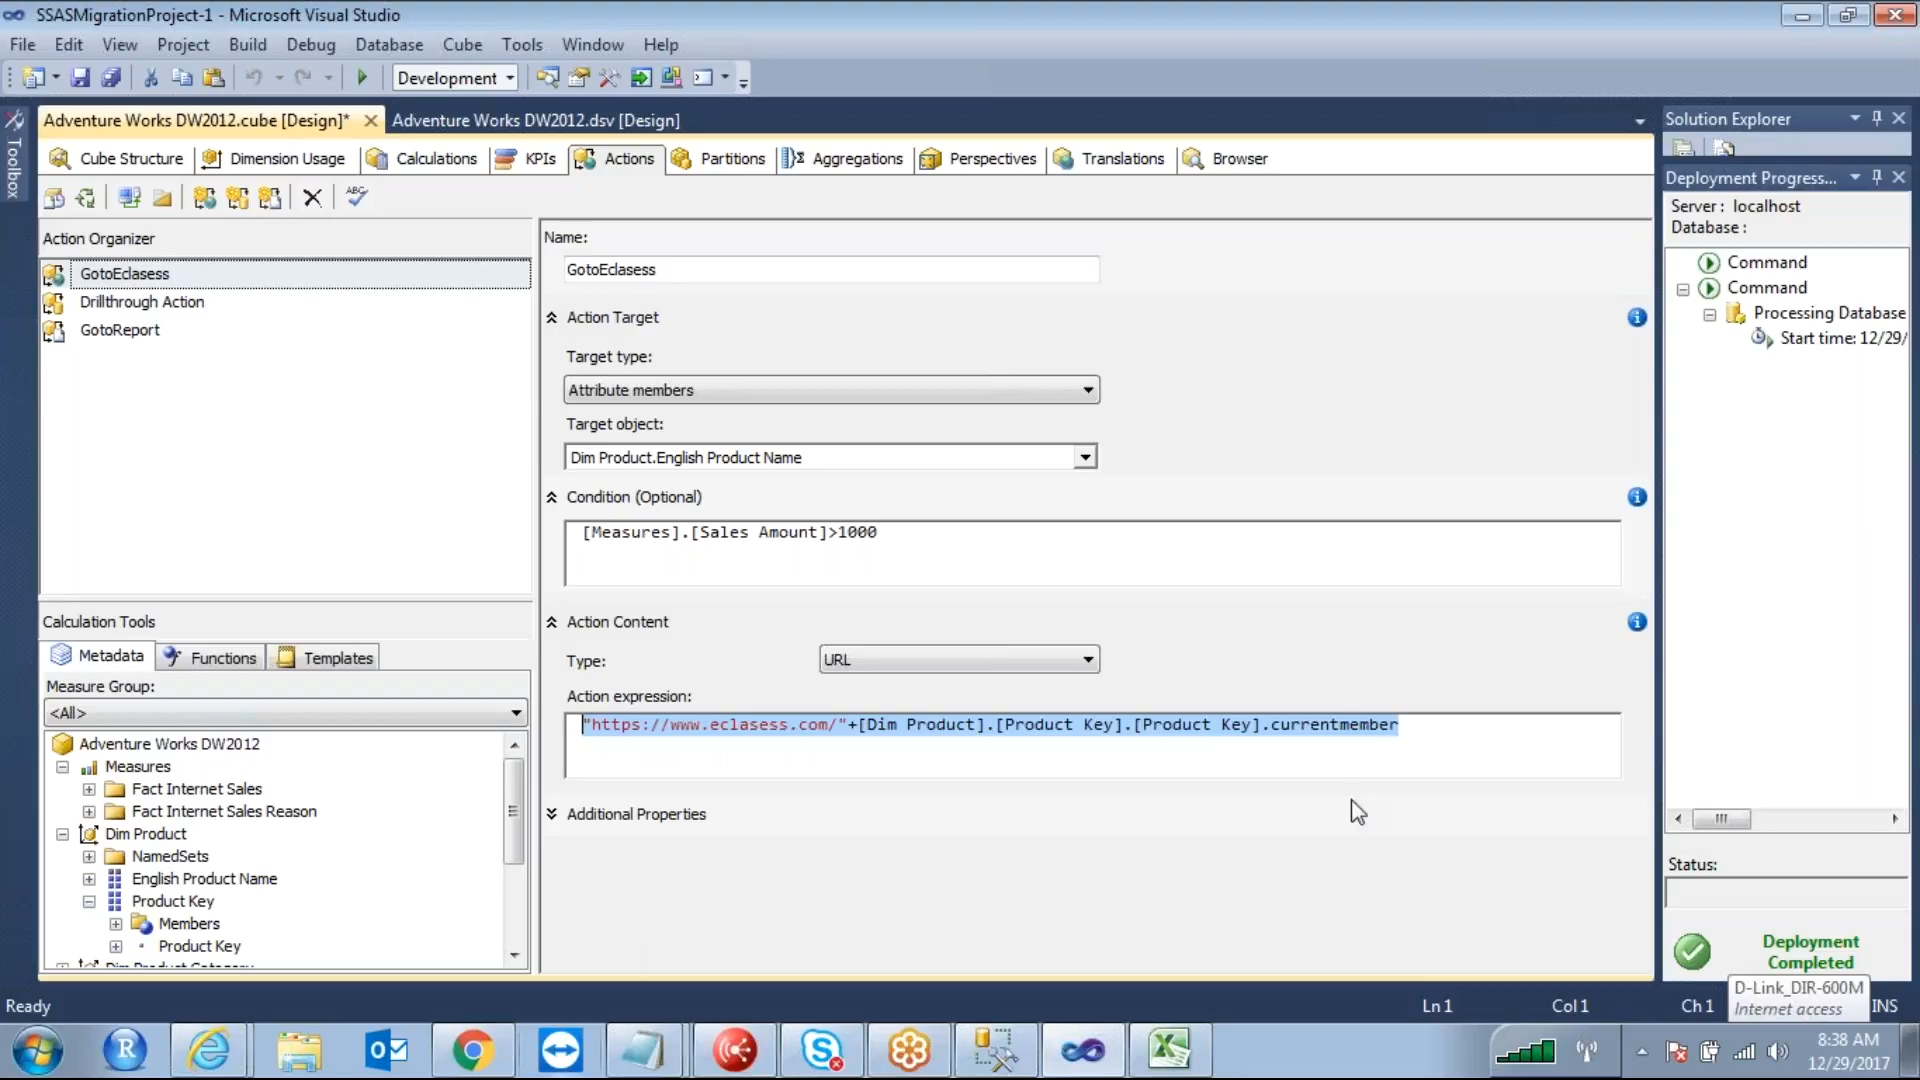 SSASMigrationProject-1 - Microsoft Visual Studio
File Edit View Project Build Debug Database Cube Tools Window Help
Development
Toolbox
Adventure Works DW2012.cube [Design]* Adventure Works DW2012.dsv [Design]
Cube Structure Dimension Usage Calculations KPIs Actions Partitions Aggregations Perspectives Translations Browser
ABC
Action Organizer
GotoEclasess
Drillthrough Action
GotoReport
Calculation Tools
Metadata Functions Templates
Measure Group:
<All>
Adventure Works DW2012
Measures
Fact Internet Sales
Fact Internet Sales Reason
Dim Product
NamedSets
English Product Name
Product Key
Members
Product Key
Dim Product Category
Name:
GotoEclasess
Action Target
Target type:
Attribute members
Target object:
Dim Product.English Product Name
Condition (Optional)
[Measures].[Sales Amount]>1000
Action Content
Type: URL
Action expression:
"https://www.eclasess.com/"+[Dim Product].[Product Key].[Product Key].currentmember
Additional Properties
Solution Explorer
Deployment Progress...
Server : localhost
Database :
Command
Command
Processing Database
Start time: 12/29/
Status:
Deployment
Completed
D-Link_DIR-600M
Internet access
Ready Ln 1 Col 1 Ch 1 INS
8:38 AM
12/29/2017